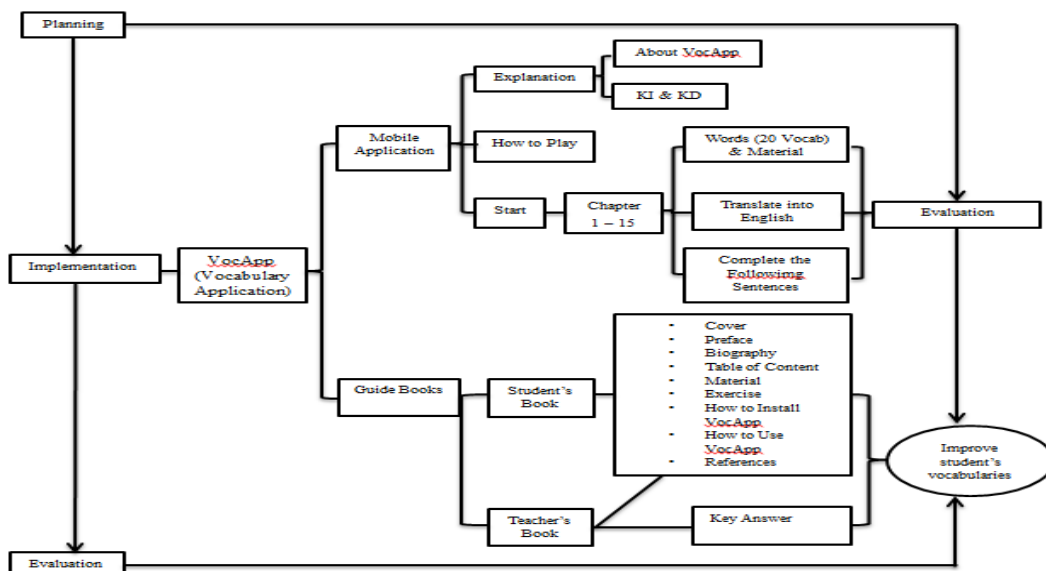 Planning
About VocApp
Explanation
KI & KD
Mobile
Application
How to Play
Words (20 Vocab)
& Material
Start
Chapter
1 – 15
Translate into
English
Evaluation
Implementation
VocApp
(Vocabulary
Application)
Complete the
Followimg
Sentences
Guide Books
Student's
Book
• Cover
• Preface
• Biography
• Table of Content
• Material
• Exercise
• How to Install
VocApp
• How to Use
VocApp
• References
Improve
student's
vocabularies
Teacher's
Book
Key Answer
Evaluation